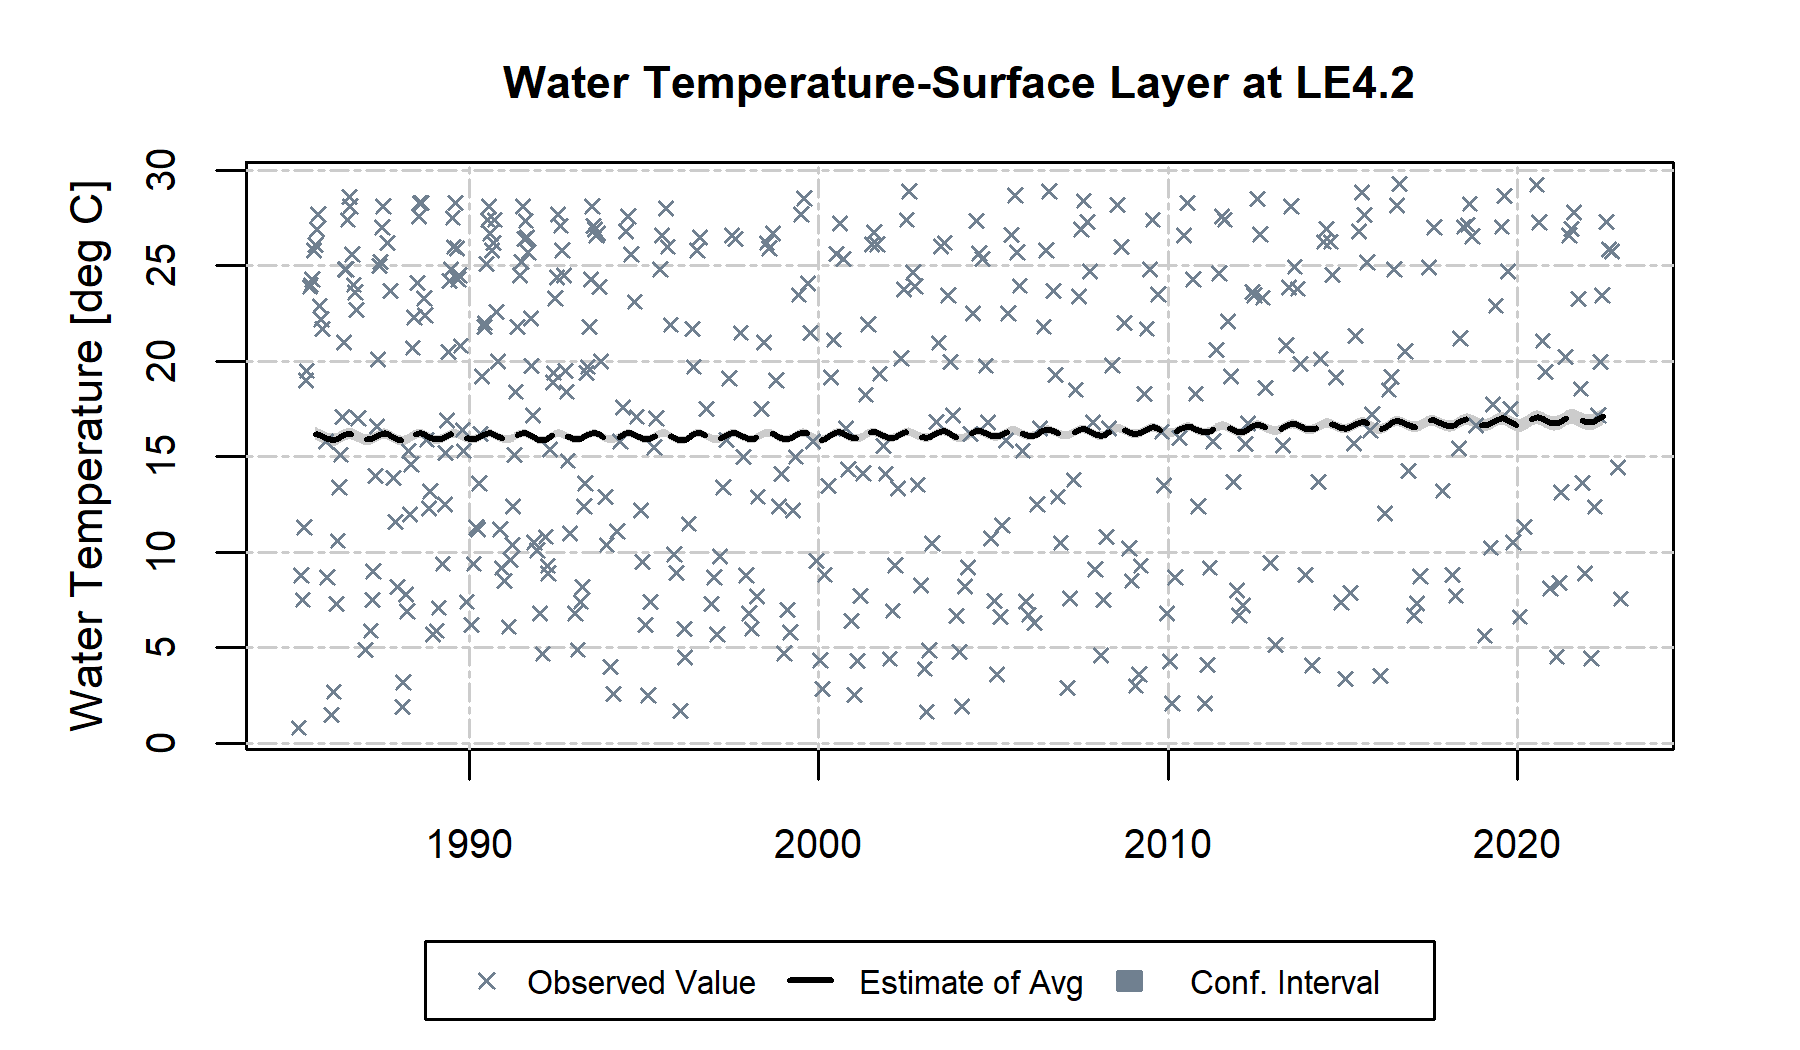 Water Temperature-Surface Layer at LE4.2
Water Temperature [deg C]
30
25
20
15
10
5
0
1990 2000 2010 2020
Observed Value Estimate of Avg Conf. Interval